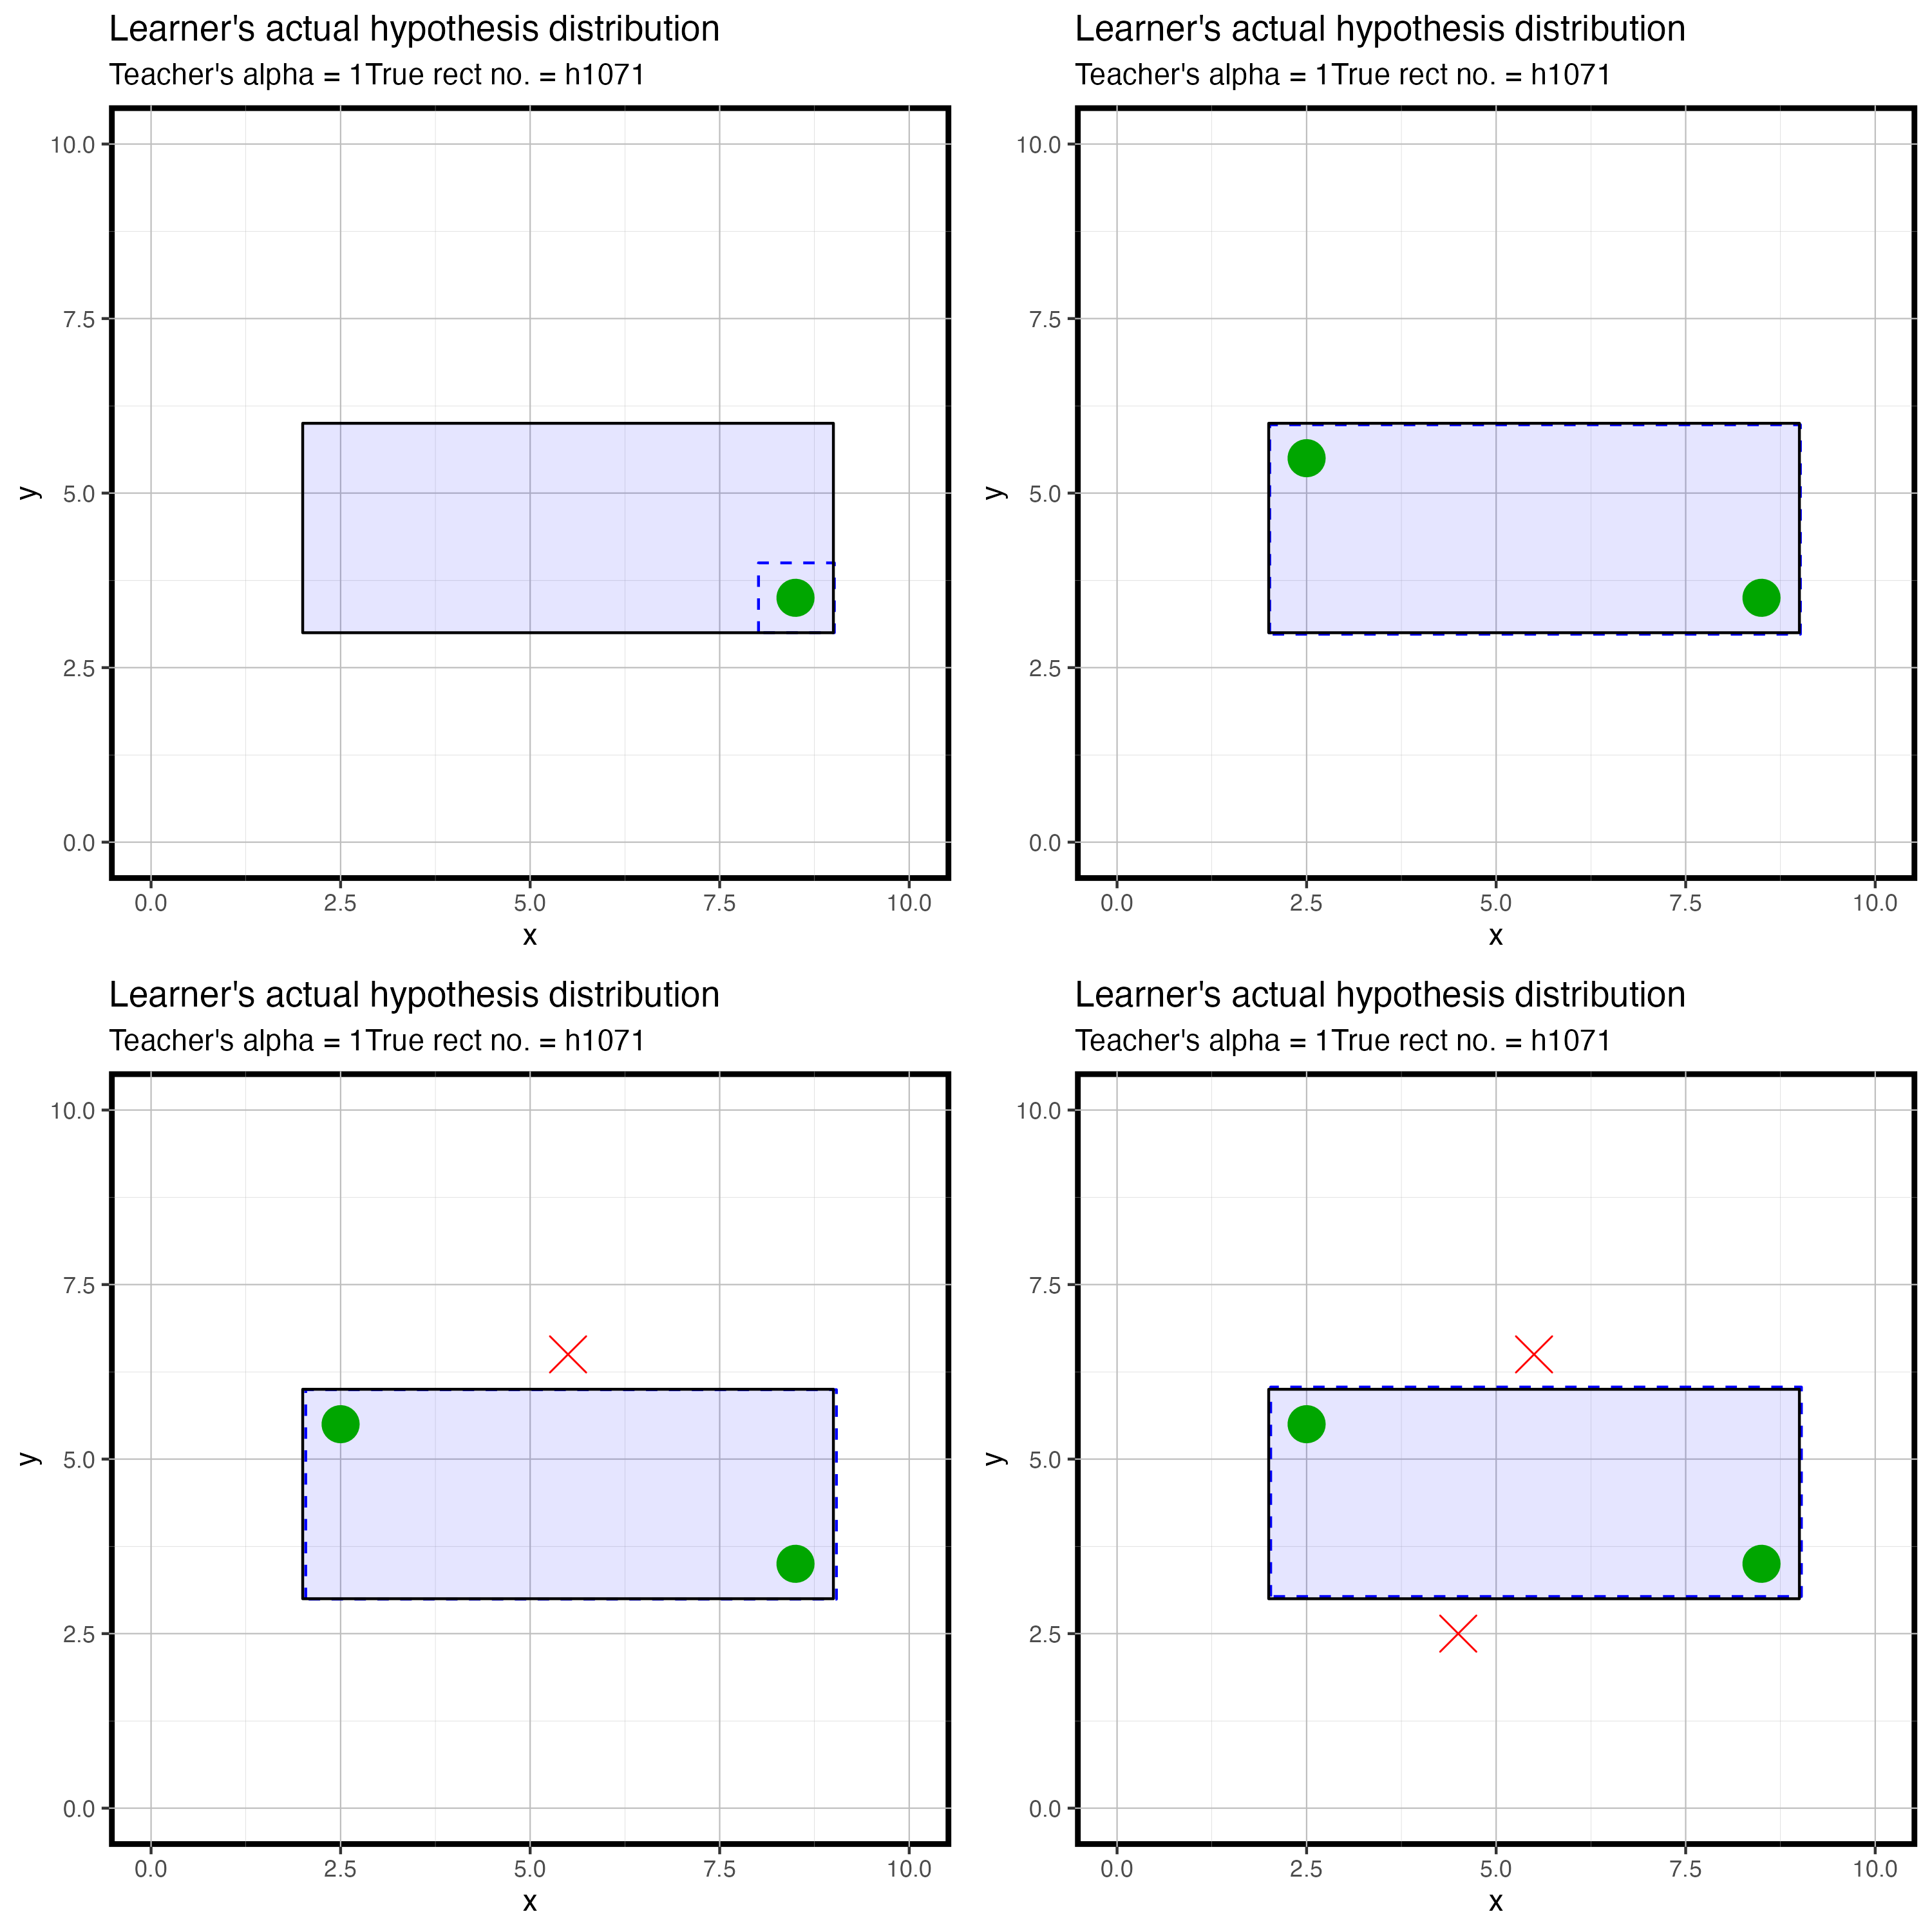 Learner's actual hypothesis distribution
Teacher's alpha = 1True rect no. = h1071
10.0
7.5
5.0
2.5
0.0
y
0.0 2.5 5.0 7.5 10.0
x
Learner's actual hypothesis distribution
Teacher's alpha = 1True rect no. = h1071
10.0
7.5
5.0
2.5
0.0
y
0.0 2.5 5.0 7.5 10.0
x
Learner's actual hypothesis distribution
Teacher's alpha = 1True rect no. = h1071
10.0
7.5
5.0
2.5
0.0
y
0.0 2.5 5.0 7.5 10.0
x
Learner's actual hypothesis distribution
Teacher's alpha = 1True rect no. = h1071
10.0
7.5
5.0
2.5
0.0
y
0.0 2.5 5.0 7.5 10.0
x